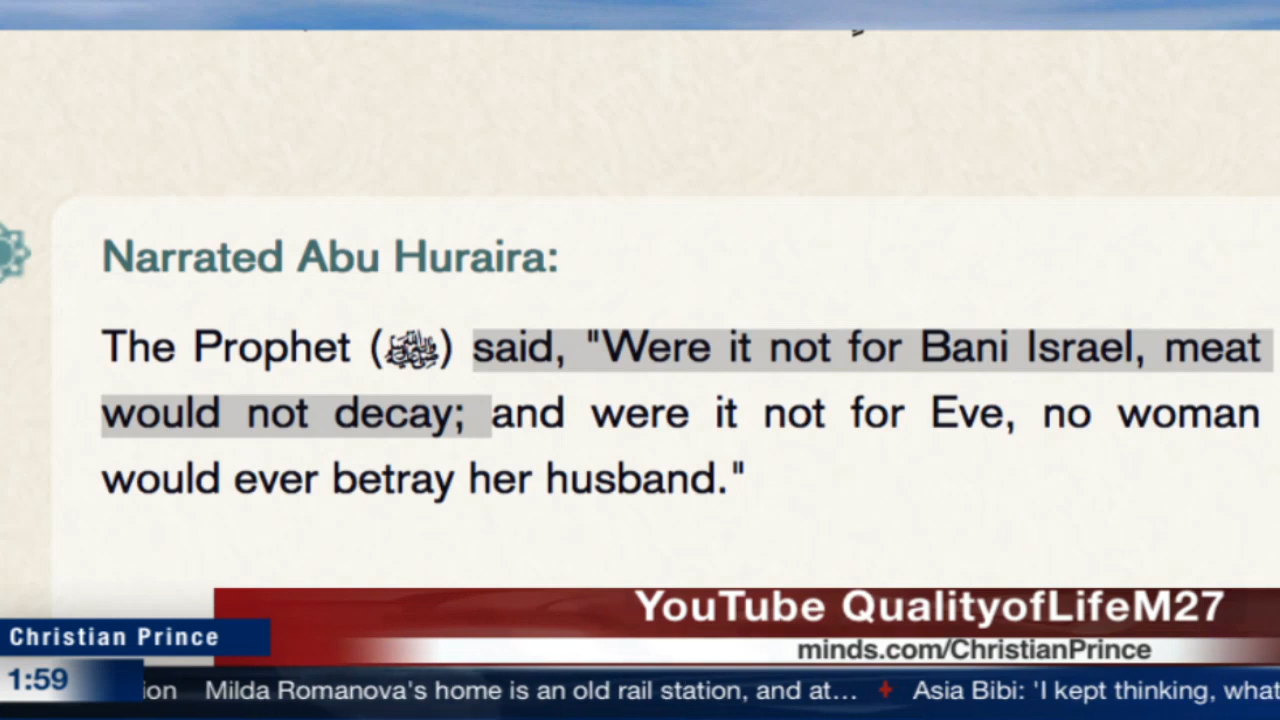 Narrated Abu Huraira:
The Prophet (ﷺ) said, "Were it not for Bani Israel, meat
would not decay; and were it not for Eve, no woman
would ever betray her husband."
YouTube QualityofLifeM27
minds.com/ChristianPrince
Christian Prince
1:59
ion Milda Romanova's home is an old rail station, and at... Asia Bibi: 'I kept thinking, what